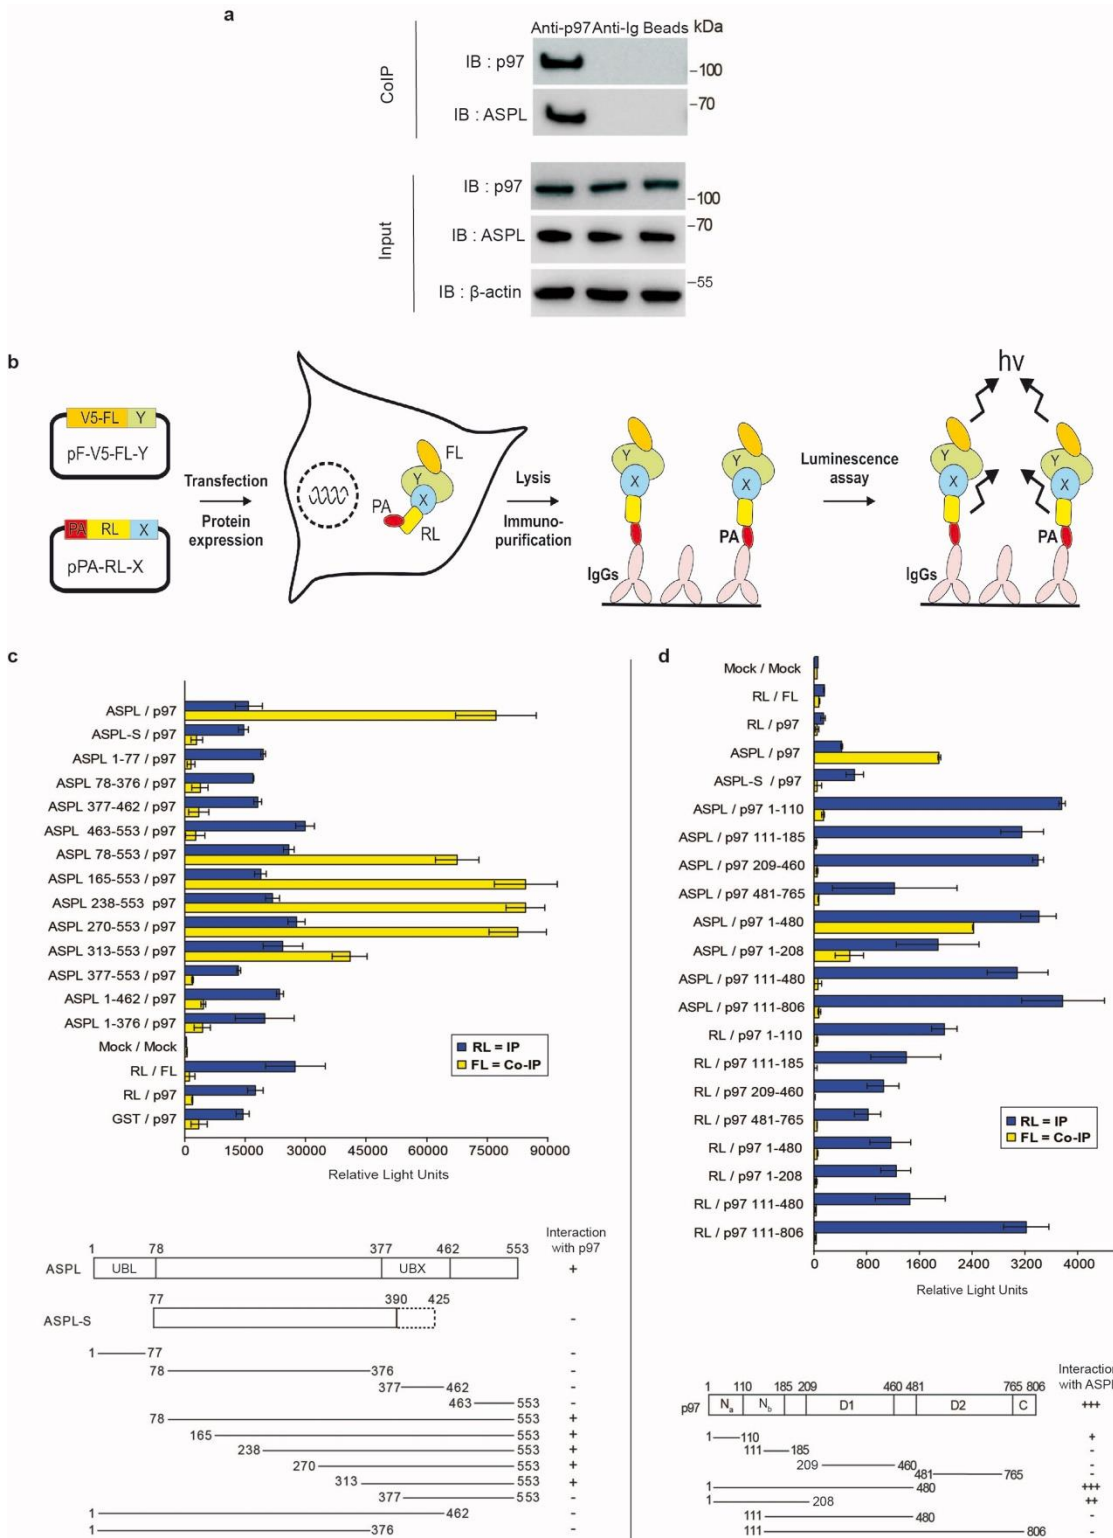 a
Anti-p97 Anti-Ig Beads kDa
CoIP
IB : p97
–100
IB : ASPL
–70
Input
IB : p97
–100
IB : ASPL
–70
IB : β-actin
–55
b
V5-FL Y
pF-V5-FL-Y
PA RL X
pPA-RL-X
Transfection
Protein
expression
FL
Y
X
PA
RL
Lysis
Immuno-
purification
Y
X
Y
X
PA
IgGs
Luminescence
assay
hν
Y
X
Y
X
PA
IgGs
c
ASPL / p97
ASPL-S / p97
ASPL 1-77 / p97
ASPL 78-376 / p97
ASPL 377-462 / p97
ASPL 463-553 / p97
ASPL 78-553 / p97
ASPL 165-553 / p97
ASPL 238-553 p97
ASPL 270-553 / p97
ASPL 313-553 / p97
ASPL 377-553 / p97
ASPL 1-462 / p97
ASPL 1-376 / p97
Mock / Mock
RL / FL
RL / p97
GST / p97
RL = IP
FL = Co-IP
0 15000 30000 45000 60000 75000 90000
Relative Light Units
Interaction
with p97
1 78 377 462 553
ASPL UBL UBX +
77 390 425
ASPL-S -
1 77 -
78 376 -
377 462 -
463 553 -
78 553 +
165 553 +
238 553 +
270 553 +
313 553 +
377 553 -
1 462 -
1 376 -
d
Mock / Mock
RL / FL
RL / p97
ASPL / p97
ASPL-S / p97
ASPL / p97 1-110
ASPL / p97 111-185
ASPL / p97 209-460
ASPL / p97 481-765
ASPL / p97 1-480
ASPL / p97 1-208
ASPL / p97 111-480
ASPL / p97 111-806
RL / p97 1-110
RL / p97 111-185
RL / p97 209-460
RL / p97 481-765
RL / p97 1-480
RL / p97 1-208
RL / p97 111-480
RL / p97 111-806
RL = IP
FL = Co-IP
0 800 1600 2400 3200 4000
Relative Light Units
Interaction
with ASPL
1 110 185 209 460 481 765 806
p97 Na Nb D1 D2 C +++
1 110 +
111 185 -
209 460 -
481 765 -
1 480 +++
1 208 ++
111 480 -
111 806 -